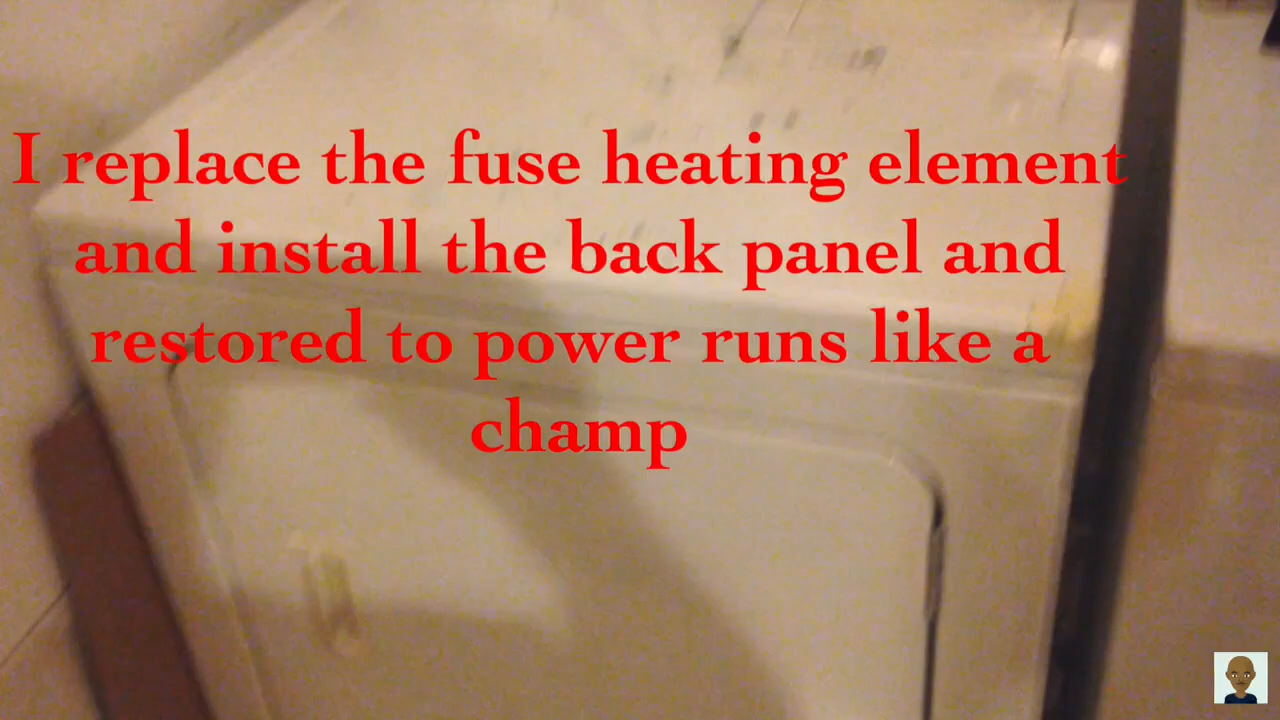 I replace the fuse heating element
and install the back panel and
restored to power runs like a
champ